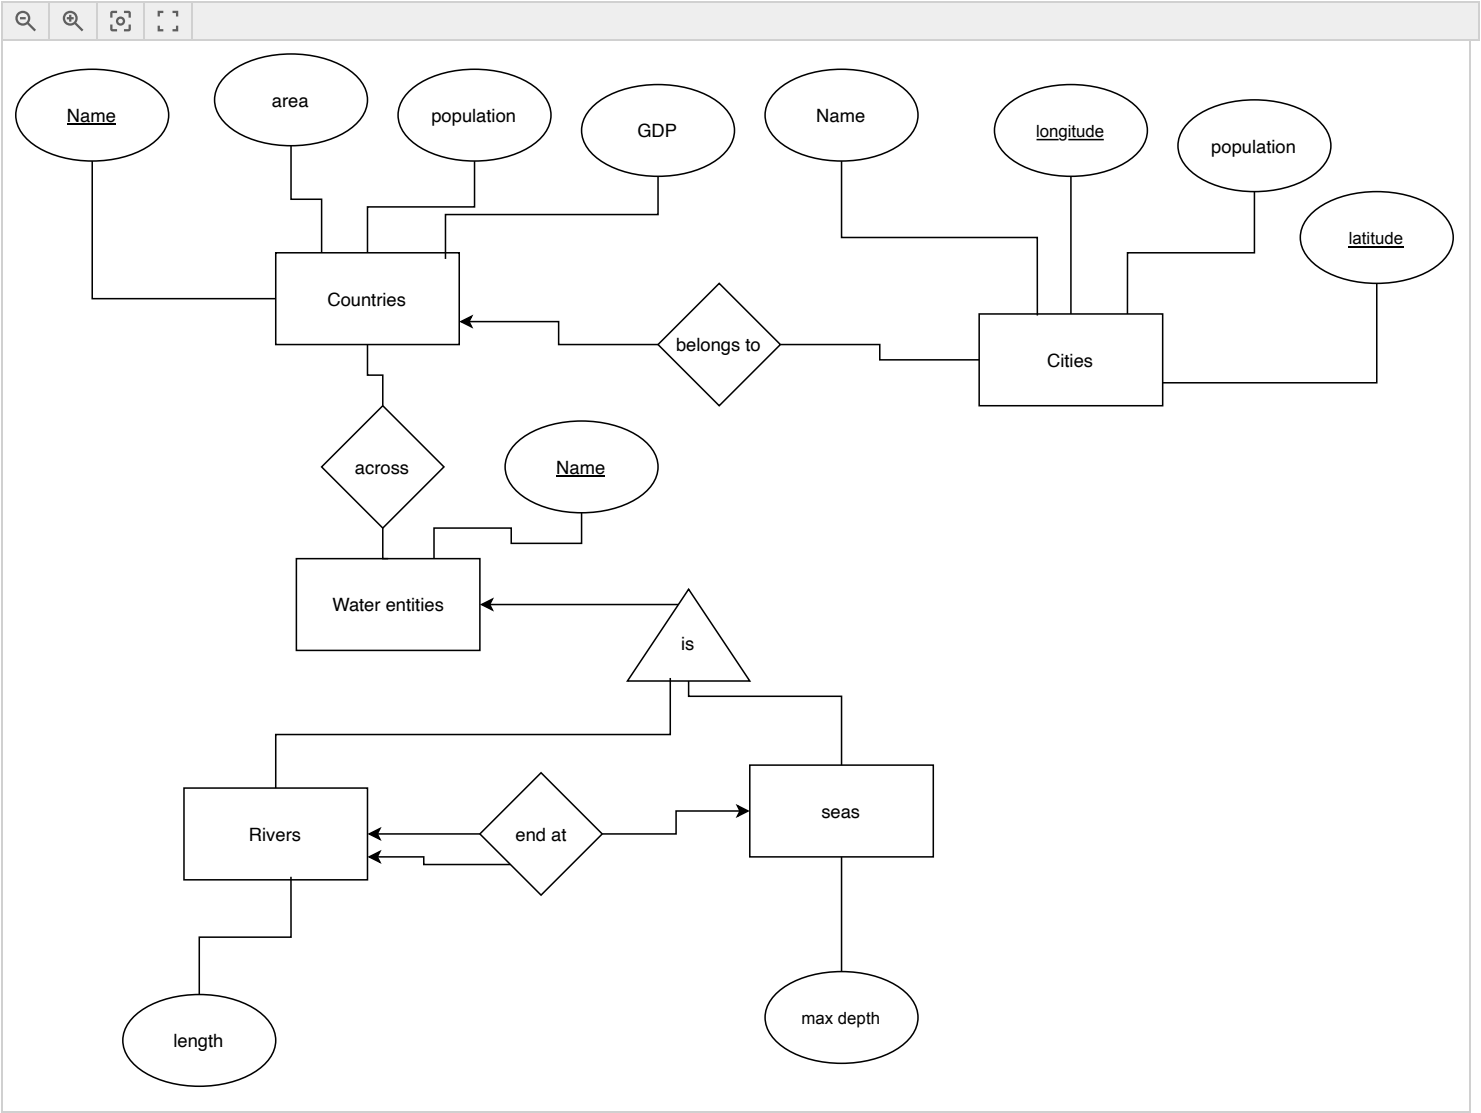 Name
area
population
GDP
Name
longitude
population
latitude
Countries
belongs to
Cities
across
Name
Water entities
is
Rivers
end at
seas
length
max depth